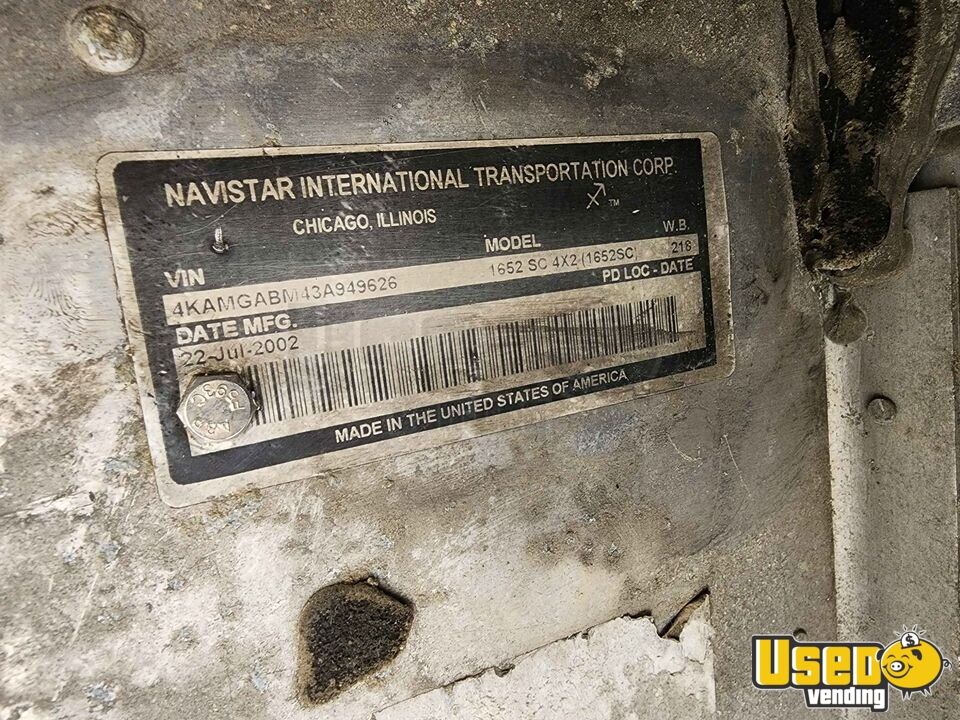 NAVISTAR INTERNATIONAL TRANSPORTATION CORP.
CHICAGO, ILLINOIS
TM
VIN MODEL W.B.
4KAMGABM43A949626 1652 SC 4X2 (1652SC) 218
DATE MFG. PD LOC - DATE
22-Jul-2002
MADE IN THE UNITED STATES OF AMERICA
USED
vending